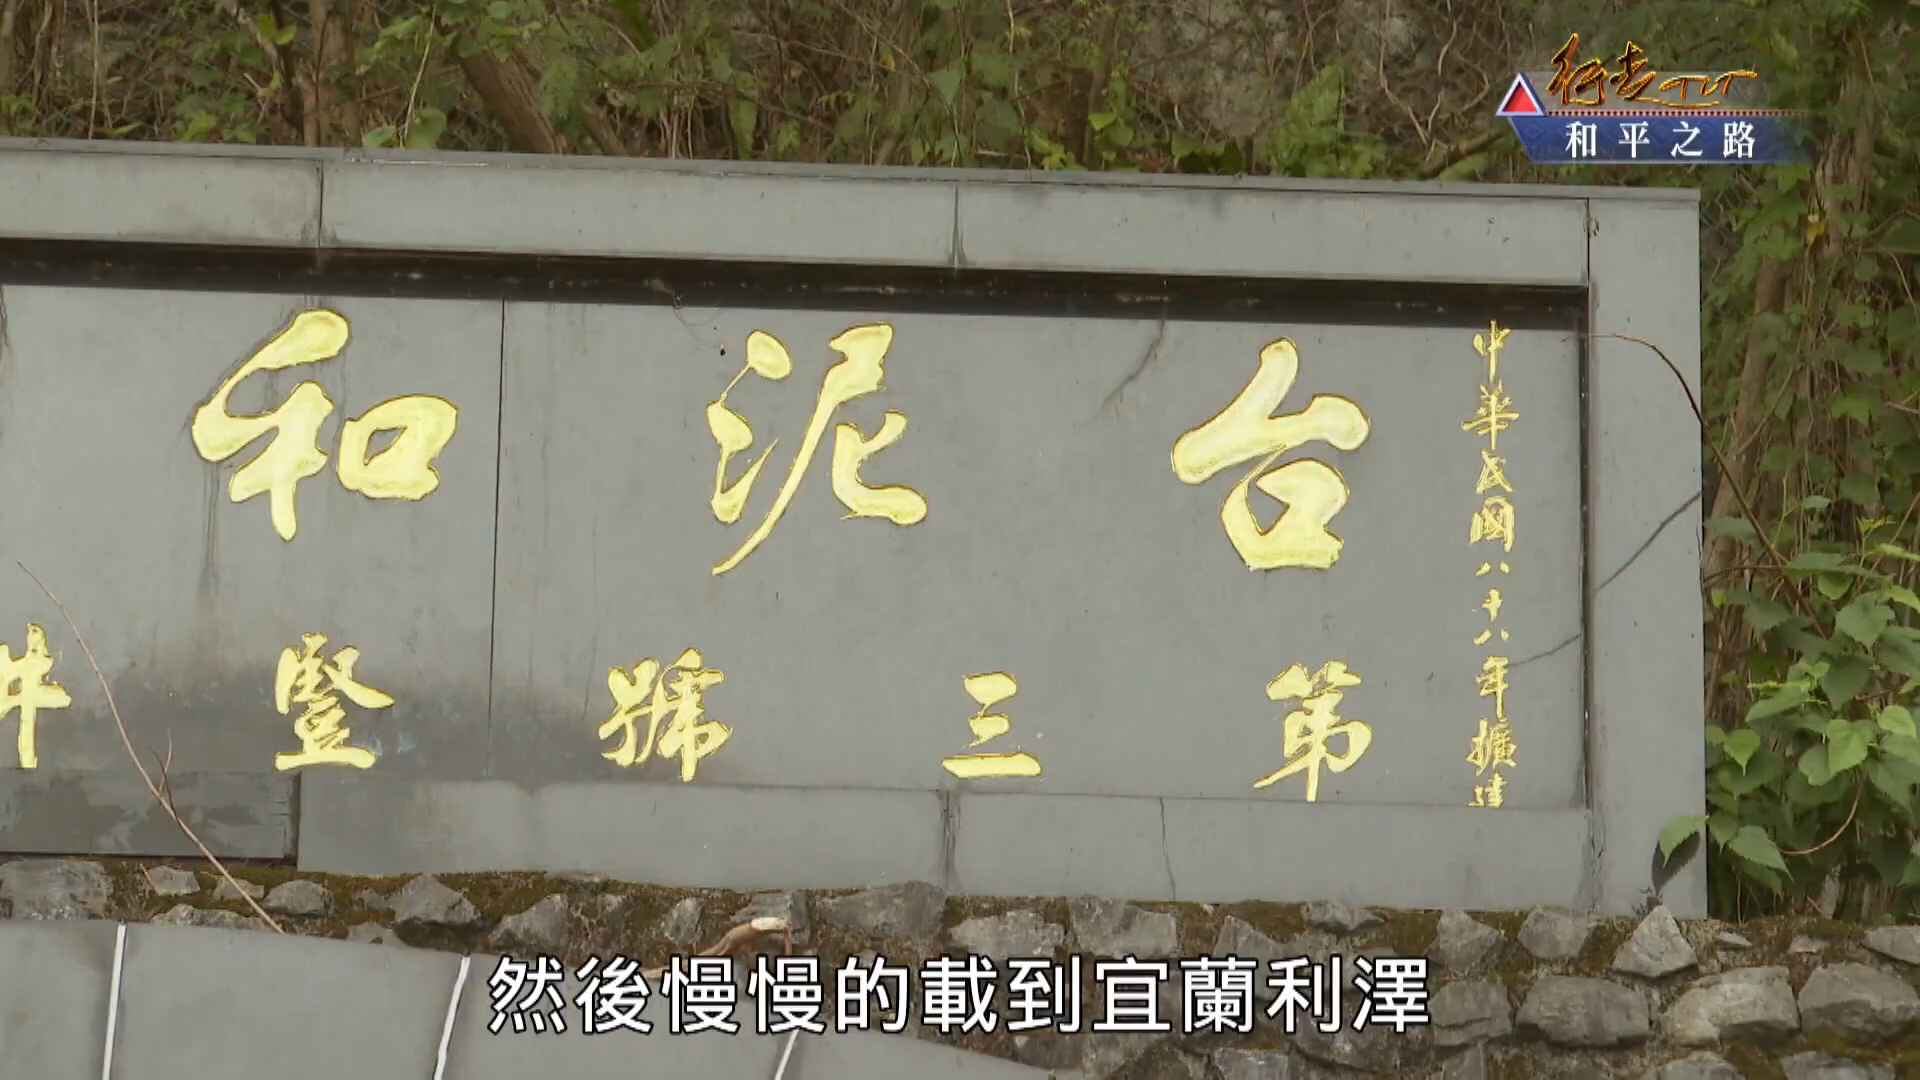 行走TIT
和平之路
中華民國八十八年擴建
台泥和
第三號豎井
然後慢慢的載到宜蘭利澤